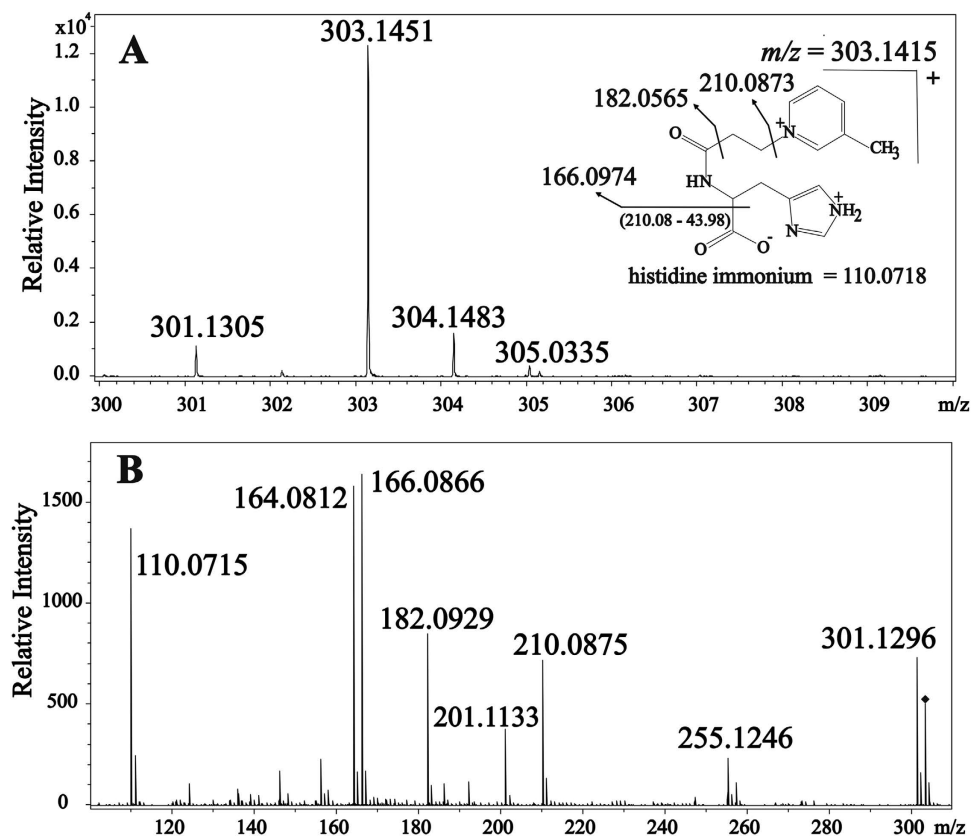 x10⁴
A
303.1451
m/z = 303.1415
+
1.2
1.0
0.8
0.6
0.4
0.2
0.0
Relative Intensity
182.0565
210.0873
O
+
N
CH₃
166.0974
HN
(210.08 - 43.98)
+
NH₂
N
O
O⁻
histidine immonium = 110.0718
301.1305
304.1483
305.0335
300 301 302 303 304 305 306 307 308 309 m/z
B
1500
1000
500
0
Relative Intensity
164.0812
166.0866
110.0715
182.0929
210.0875
201.1133
255.1246
301.1296
120 140 160 180 200 220 240 260 280 300 m/z